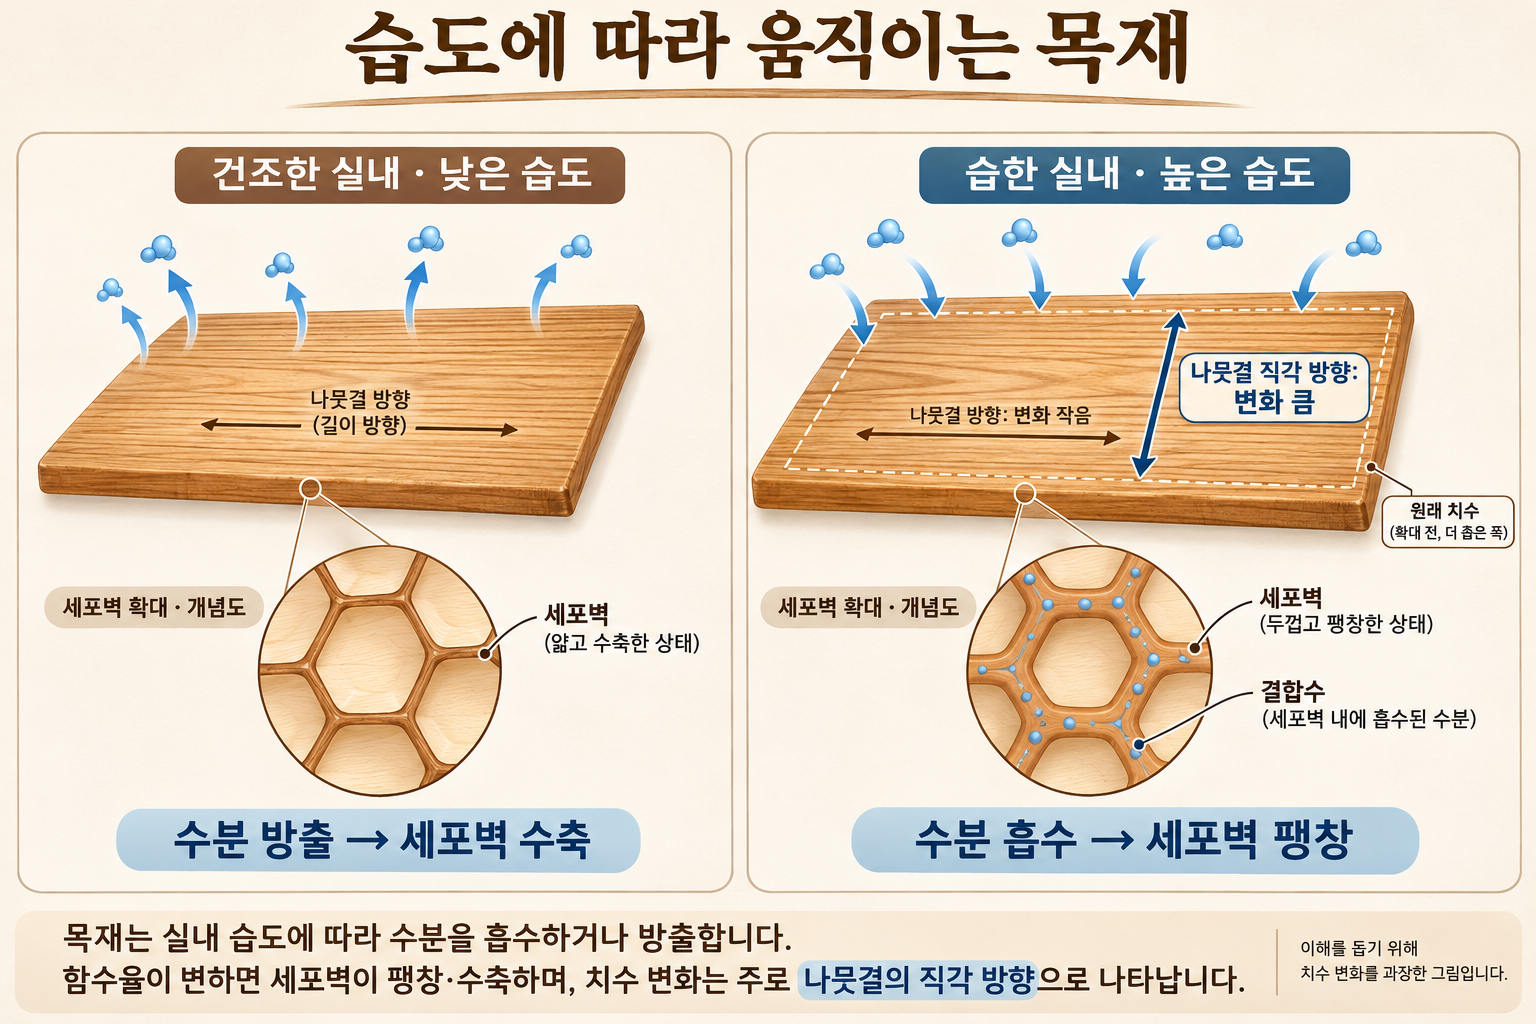 습도에 따라 움직이는 목재
건조한 실내 · 낮은 습도
나뭇결 방향
(길이 방향)
세포벽 확대 · 개념도
세포벽
(얇고 수축한 상태)
수분 방출 → 세포벽 수축
습한 실내 · 높은 습도
나뭇결 직각 방향:
변화 큼
나뭇결 방향: 변화 작음
원래 치수
(확대 전, 더 좁은 폭)
세포벽 확대 · 개념도
세포벽
(두껍고 팽창한 상태)
결합수
(세포벽 내에 흡수된 수분)
수분 흡수 → 세포벽 팽창
목재는 실내 습도에 따라 수분을 흡수하거나 방출합니다.
함수율이 변하면 세포벽이 팽창·수축하며, 치수 변화는 주로 나뭇결의 직각 방향으로 나타납니다.
이해를 돕기 위해
치수 변화를 과장한 그림입니다.